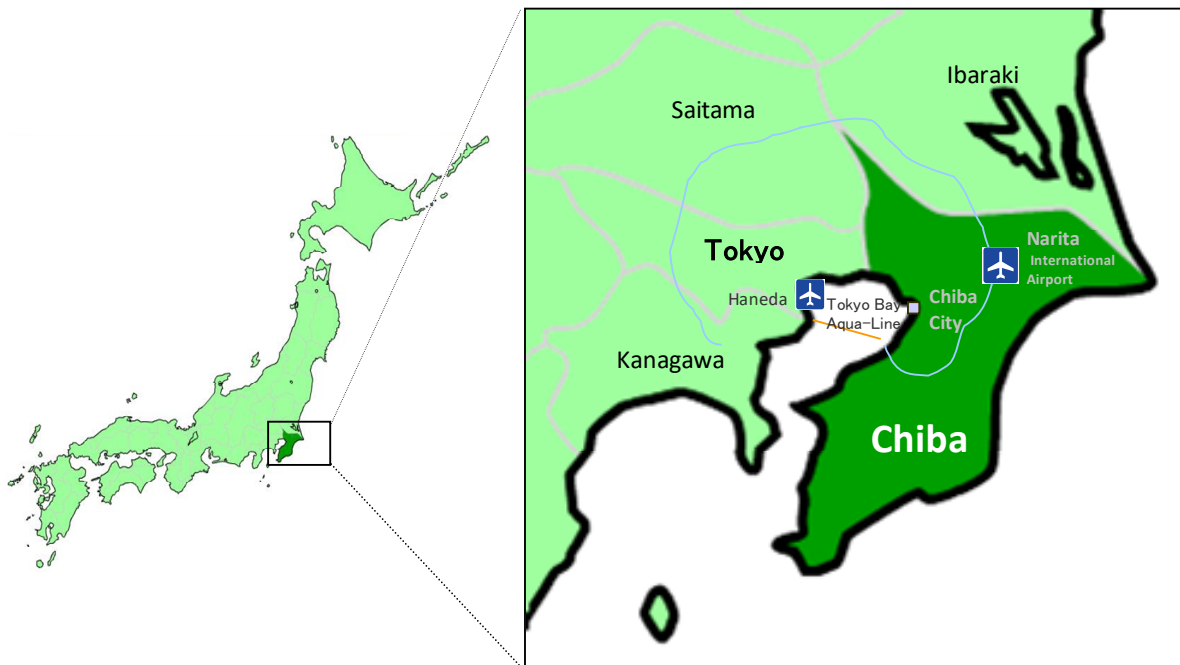 Ibaraki
Saitama
Tokyo
Narita
International
Airport
Haneda
Tokyo Bay
Aqua-Line
Chiba
City
Kanagawa
Chiba